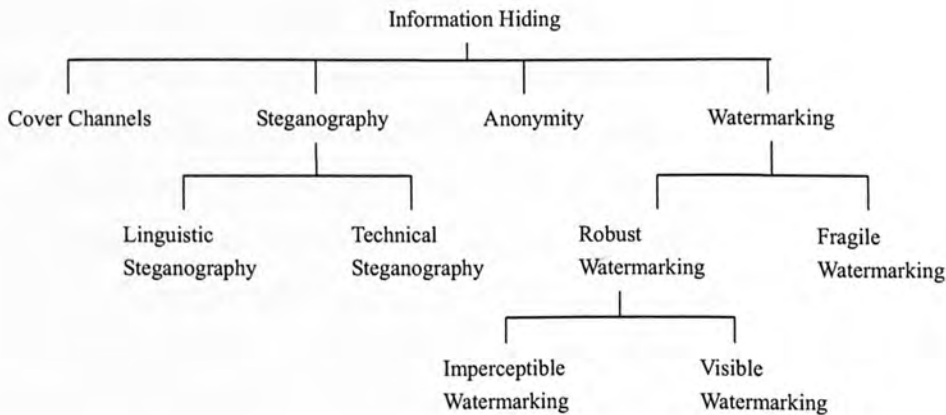 Information Hiding
Cover Channels
Steganography
Anonymity
Watermarking
Linguistic
Steganography
Technical
Steganography
Robust
Watermarking
Fragile
Watermarking
Imperceptible
Watermarking
Visible
Watermarking